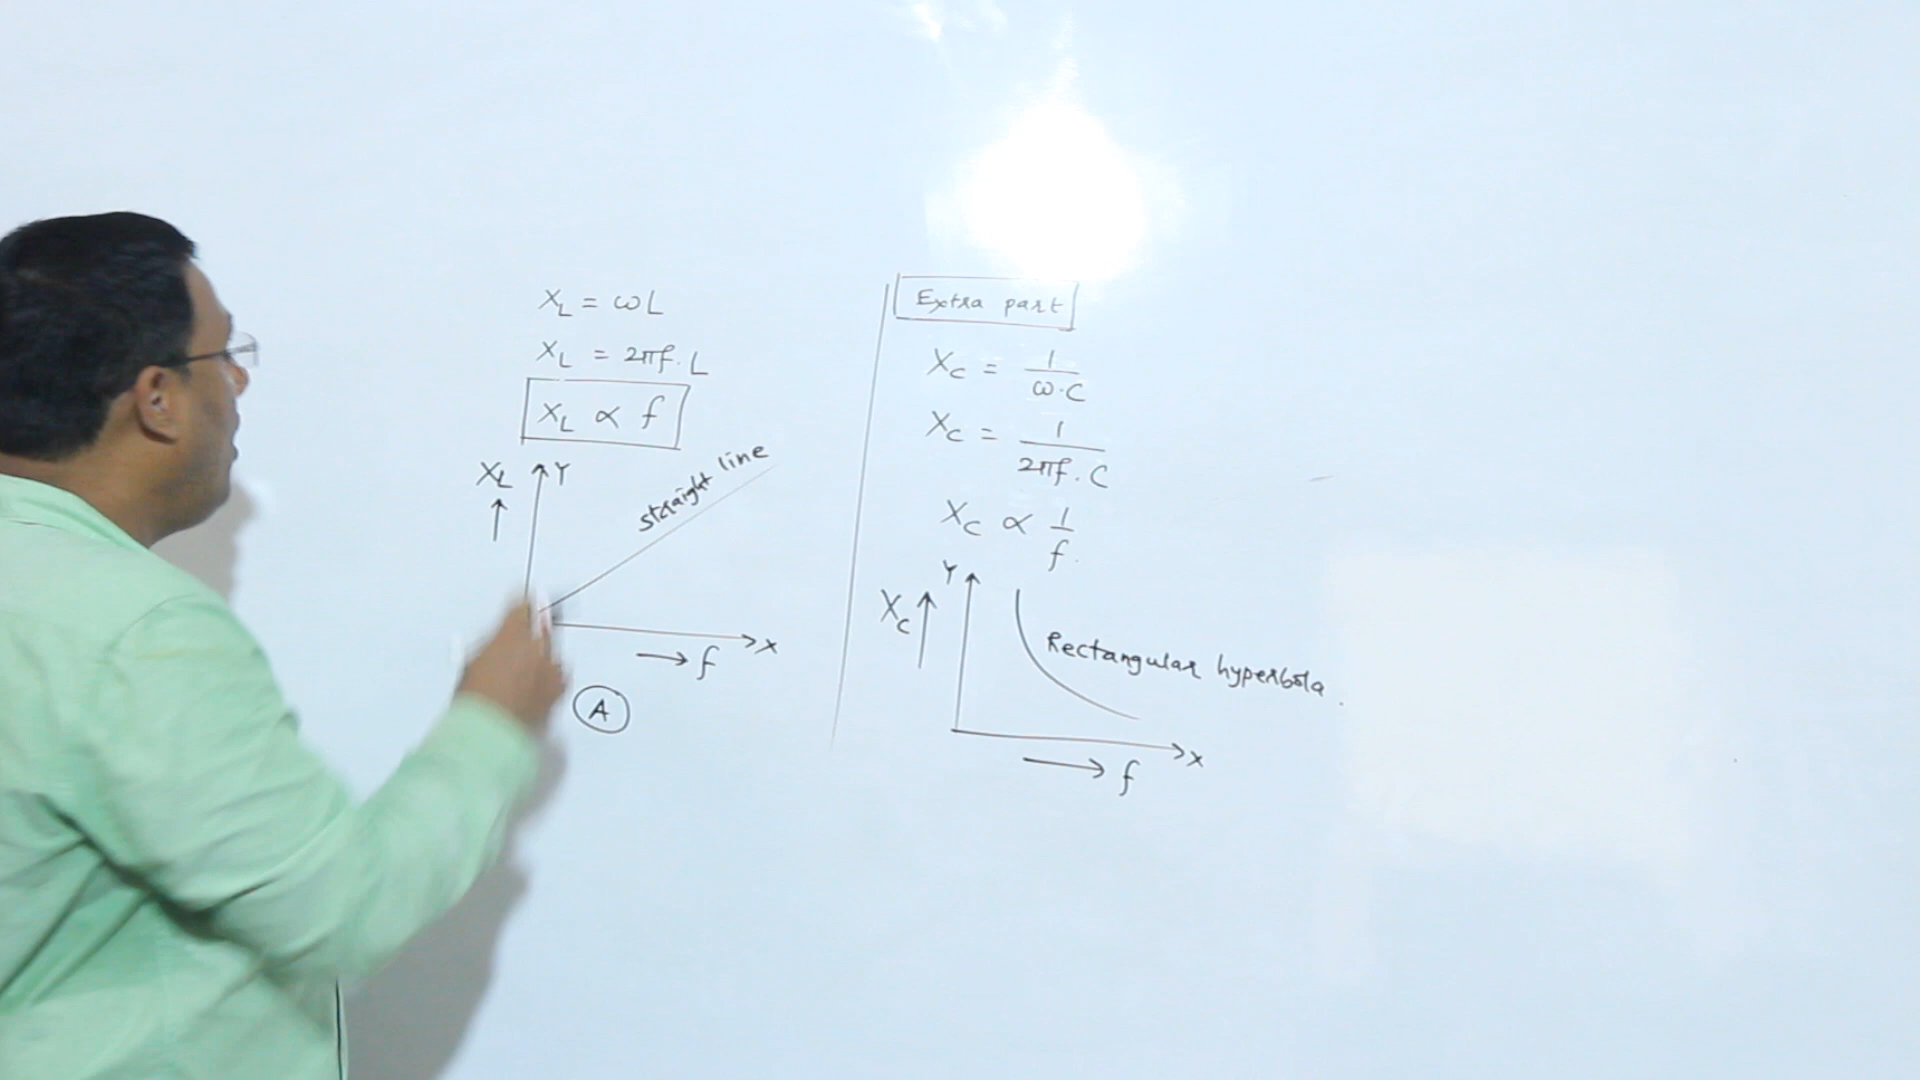 X_L = ωL
X_L = 2πf.L
X_L ∝ f
X_L Y
straight line
f x
A
Extra part
X_C = 1/ω.C
X_C = 1/2πf.C
X_C ∝ 1/f
X_C Y
Rectangular hyperbola.
x
f